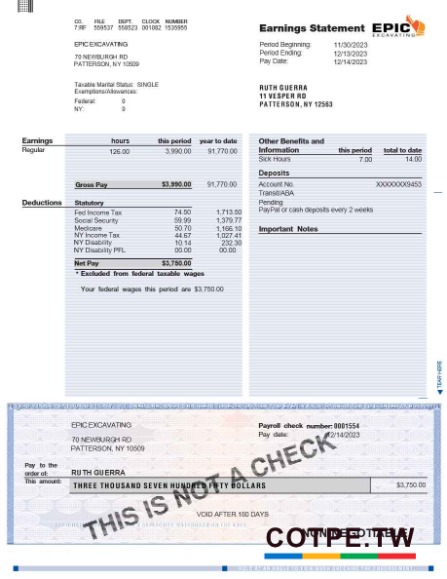 CO. FILE DEPT. CLOCK NUMBER
7:RF 559537 558523 001082 1535955
EPIC EXCAVATING
70 NEWBURGH RD
PATTERSON, NY 10509
Taxable Marital Status: SINGLE
Exemptions/Allowances:
Federal: 0
NY: 0
Earnings Statement
EPIC
EXCAVATING
Period Beginning: 11/30/2023
Period Ending: 12/13/2023
Pay Date: 12/14/2023
RUTH GUERRA
11 VESPER RD
PATTERSON, NY 12563
Earnings hours this period year to date
Regular 126.00 3,990.00 91,770.00
Gross Pay $3,990.00 91,770.00
Deductions Statutory
Fed Income Tax 74.50 1,713.50
Social Security 59.99 1,379.77
Medicare 50.70 1,166.10
NY Income Tax 44.67 1,027.41
NY Disability 10.14 232.30
NY Disability PFL 00.00 00.00
Net Pay $3,750.00
* Excluded from federal taxable wages
Your federal wages this period are $3,750.00
Other Benefits and
Information this period total to date
Sick Hours 7.00 14.00
Deposits
Account No. XXXXXXX9453
Transit/ABA
Pending
PayPal or cash deposits every 2 weeks
Important Notes
TEAR HERE
EPIC EXCAVATING
70 NEWBURGH RD
PATTERSON, NY 10509
Payroll check number: 0001554
Pay date: 12/14/2023
Pay to the
order of: RUTH GUERRA
This amount: THREE THOUSAND SEVEN HUNDRED FIFTY DOLLARS $3,750.00
THIS IS NOT A CHECK
VOID AFTER 180 DAYS
NON-NEGOTIABLE
COTPE.TW